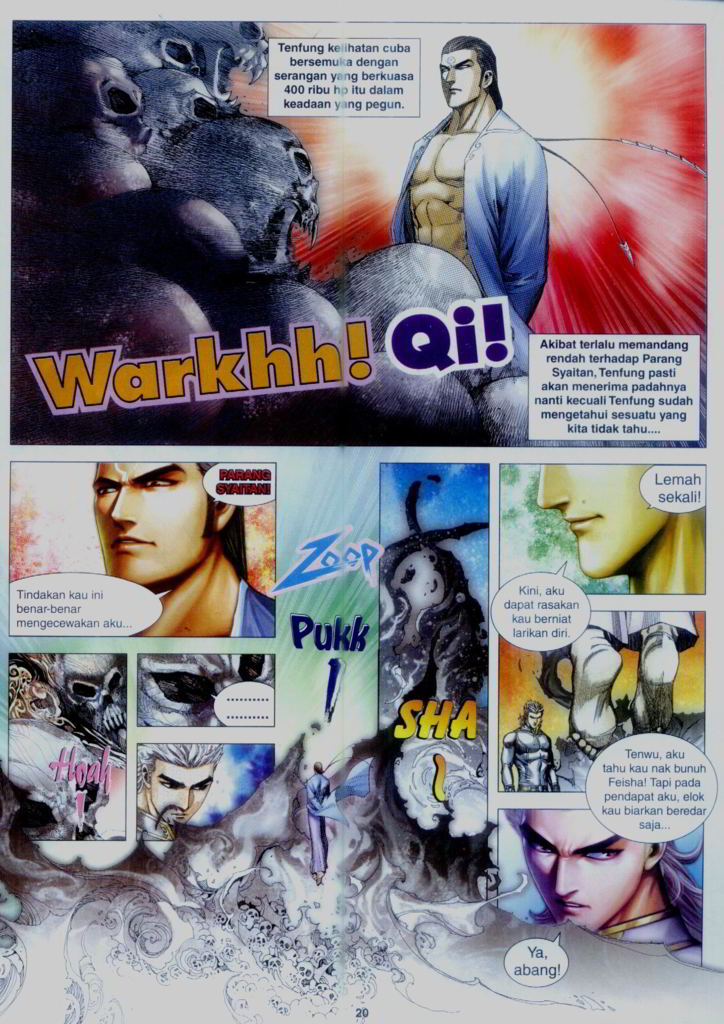 Tenfung kelihatan cuba
bersemuka dengan
serangan yang berkuasa
400 ribu hp itu dalam
keadaan yang pegun.
Warkhh! Qi!
Akibat terlalu memandang
rendah terhadap Parang
Syaitan, Tenfung pasti
akan menerima padahnya
nanti kecuali Tenfung sudah
mengetahui sesuatu yang
kita tidak tahu....
PARANG
SYAITAN!
Tindakan kau ini
benar-benar
mengecewakan aku...
..........
..........
Hoah
!
Zoop
Pukk
!
SHA
!
Lemah
sekali!
Kini, aku
dapat rasakan
kau berniat
larikan diri.
Tenwu, aku
tahu kau nak bunuh
Feisha! Tapi pada
pendapat aku, elok
kau biarkan beredar
saja...
Ya,
abang!
20